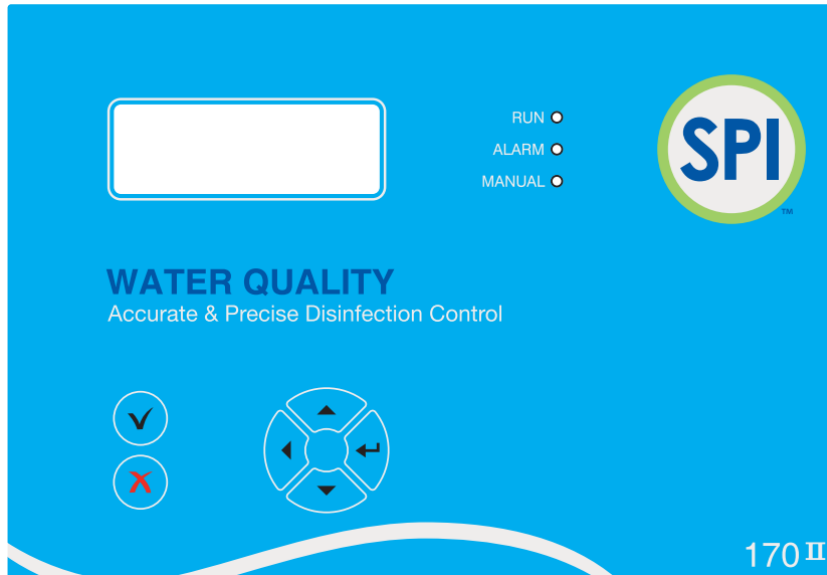 RUN
ALARM
MANUAL
SPI
TM
WATER QUALITY
Accurate & Precise Disinfection Control
170 II